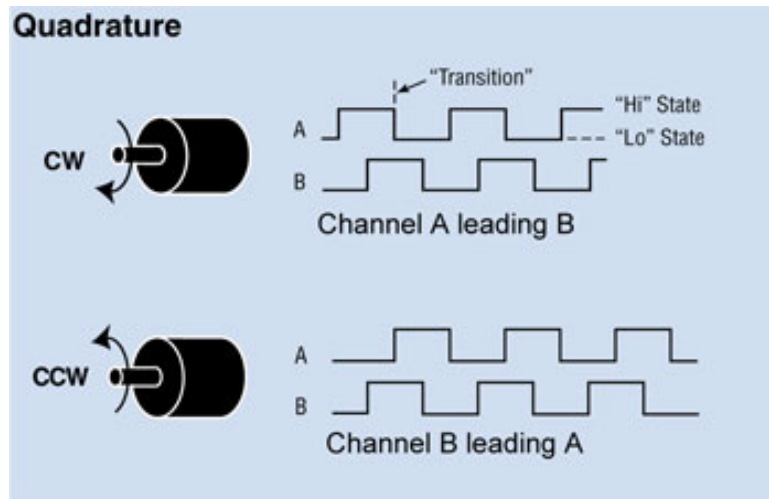 Quadrature
"Transition"
A
"Hi" State
"Lo" State
CW
B
Channel A leading B
A
CCW
B
Channel B leading A